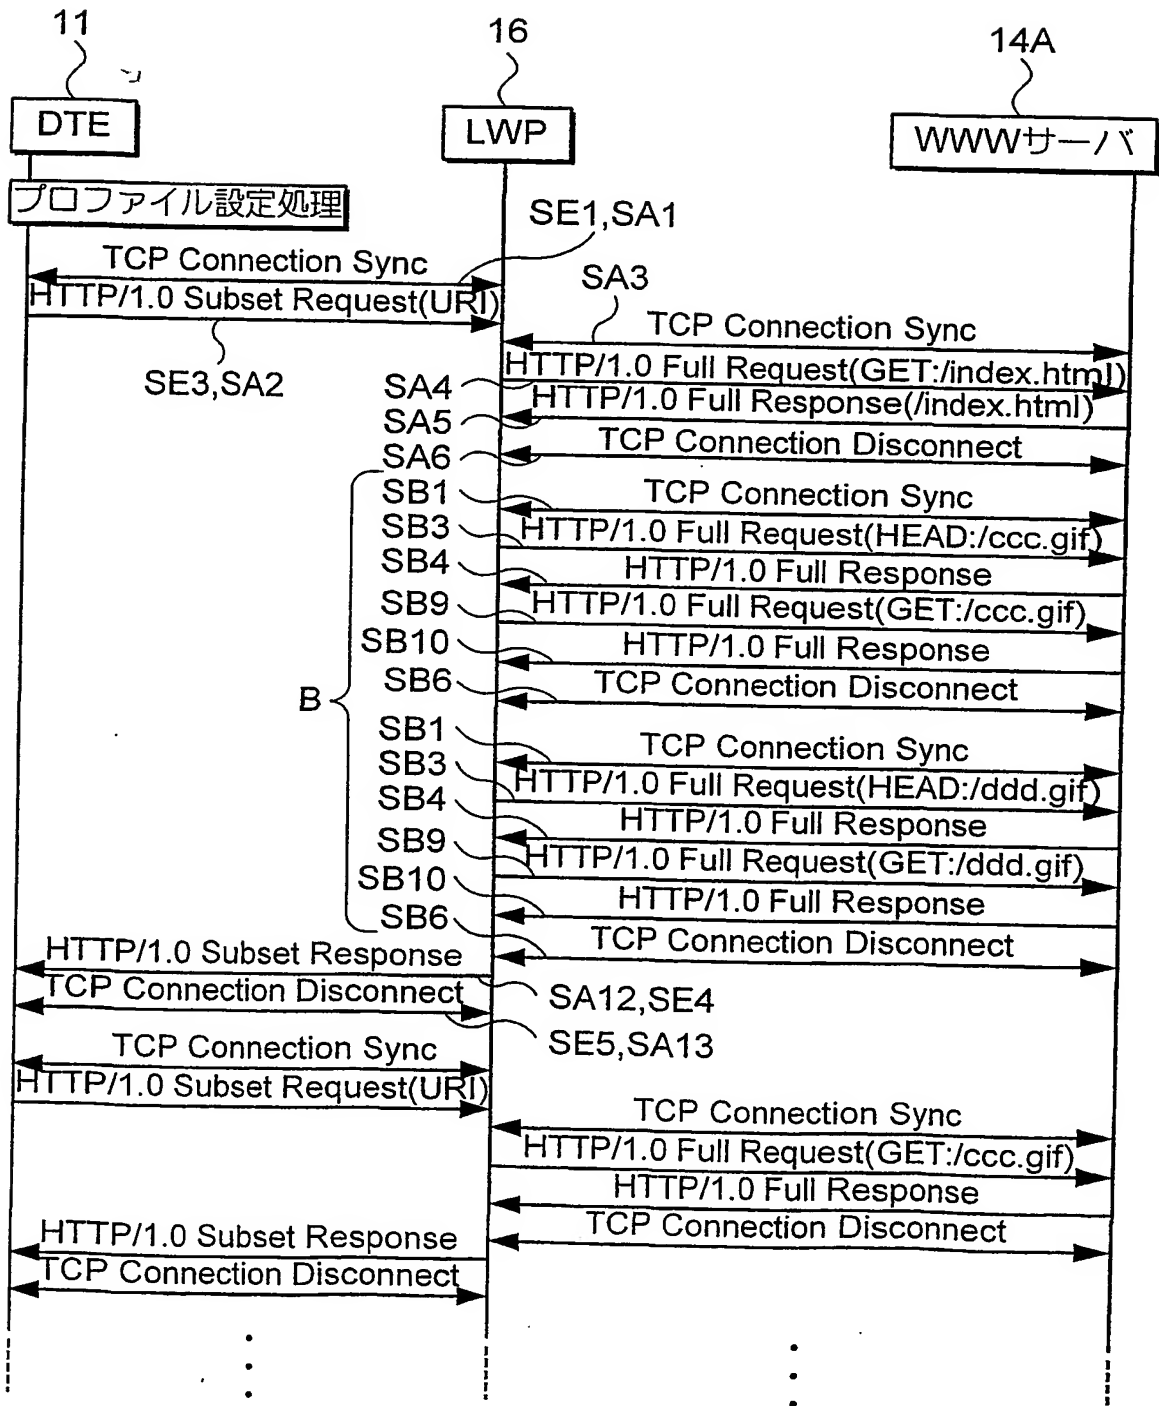 11
16
14A
DTE
LWP
WWWサーバ
プロファイル設定処理
SE1,SA1
TCP Connection Sync
HTTP/1.0 Subset Request(URI)
SA3
SE3,SA2
TCP Connection Sync
SA4
HTTP/1.0 Full Request(GET:/index.html)
SA5
HTTP/1.0 Full Response(/index.html)
SA6
TCP Connection Disconnect
B
SB1
TCP Connection Sync
SB3
HTTP/1.0 Full Request(HEAD:/ccc.gif)
SB4
HTTP/1.0 Full Response
SB9
HTTP/1.0 Full Request(GET:/ccc.gif)
SB10
HTTP/1.0 Full Response
SB6
TCP Connection Disconnect
SB1
TCP Connection Sync
SB3
HTTP/1.0 Full Request(HEAD:/ddd.gif)
SB4
HTTP/1.0 Full Response
SB9
HTTP/1.0 Full Request(GET:/ddd.gif)
SB10
HTTP/1.0 Full Response
SB6
TCP Connection Disconnect
HTTP/1.0 Subset Response
SA12,SE4
TCP Connection Disconnect
SE5,SA13
TCP Connection Sync
HTTP/1.0 Subset Request(URI)
TCP Connection Sync
HTTP/1.0 Full Request(GET:/ccc.gif)
HTTP/1.0 Full Response
TCP Connection Disconnect
HTTP/1.0 Subset Response
TCP Connection Disconnect